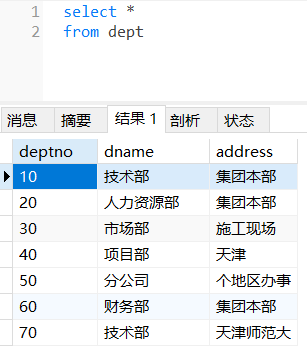 1 select *
2 from dept
消息 摘要 结果 1 剖析 状态
deptno dname address
10 技术部 集团本部
20 人力资源部 集团本部
30 市场部 施工现场
40 项目部 天津
50 分公司 个地区办事
60 财务部 集团本部
70 技术部 天津师范大